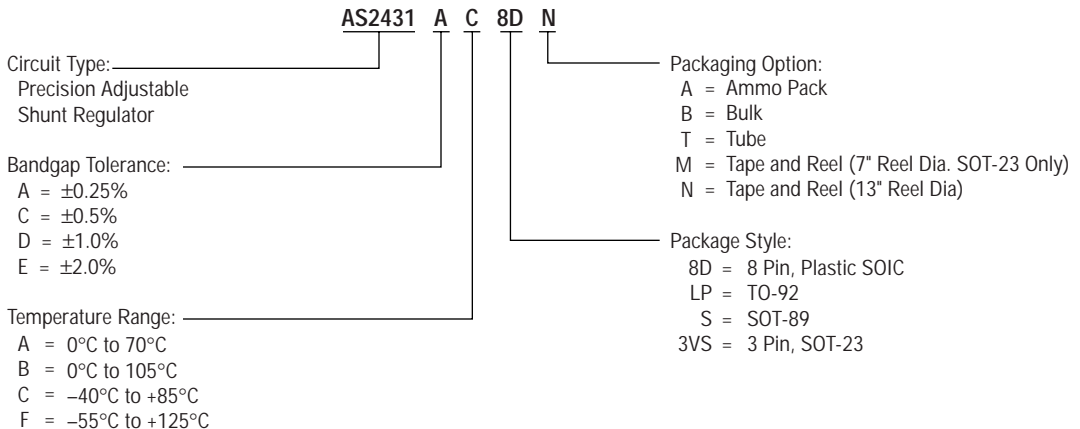 AS2431 A C 8D N
Circuit Type:
Precision Adjustable
Shunt Regulator
Bandgap Tolerance:
A = ±0.25%
C = ±0.5%
D = ±1.0%
E = ±2.0%
Temperature Range:
A = 0°C to 70°C
B = 0°C to 105°C
C = –40°C to +85°C
F = –55°C to +125°C
Packaging Option:
A = Ammo Pack
B = Bulk
T = Tube
M = Tape and Reel (7" Reel Dia. SOT-23 Only)
N = Tape and Reel (13" Reel Dia)
Package Style:
8D = 8 Pin, Plastic SOIC
LP = TO-92
S = SOT-89
3VS = 3 Pin, SOT-23